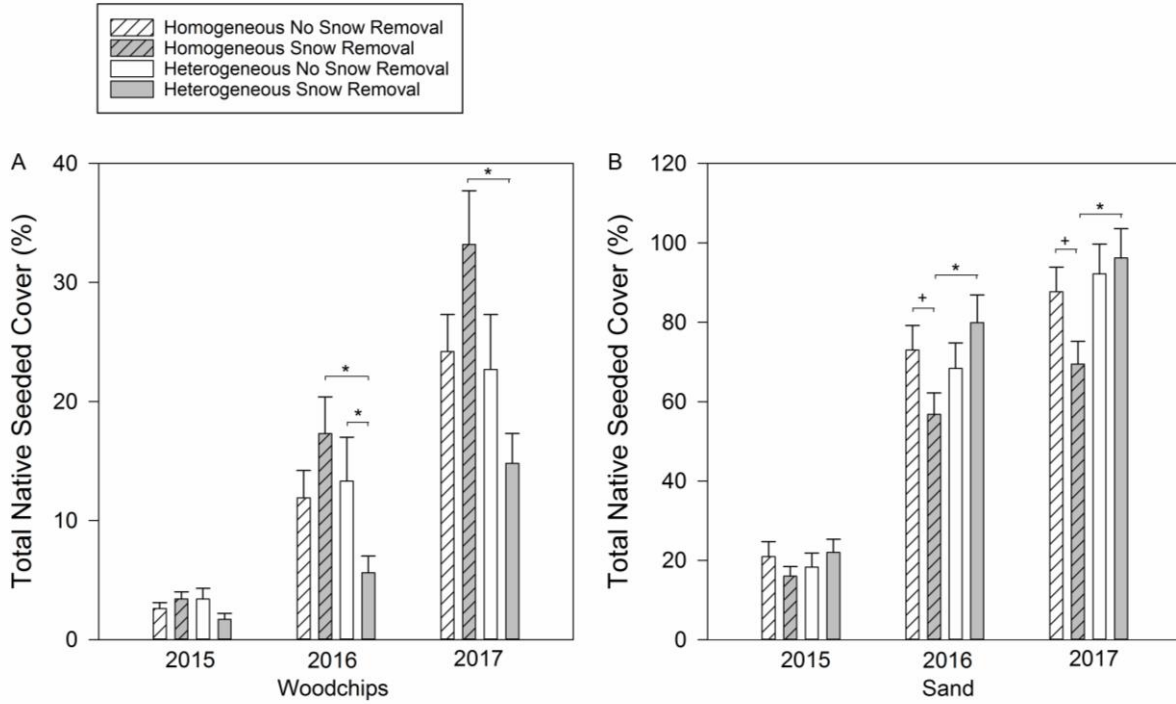 Homogeneous No Snow Removal
Homogeneous Snow Removal
Heterogeneous No Snow Removal
Heterogeneous Snow Removal
A
Total Native Seeded Cover (%)
40
30
20
10
0
*
*
*
2015
2016
2017
Woodchips
B
Total Native Seeded Cover (%)
120
100
80
60
40
20
0
+
*
+
*
2015
2016
2017
Sand